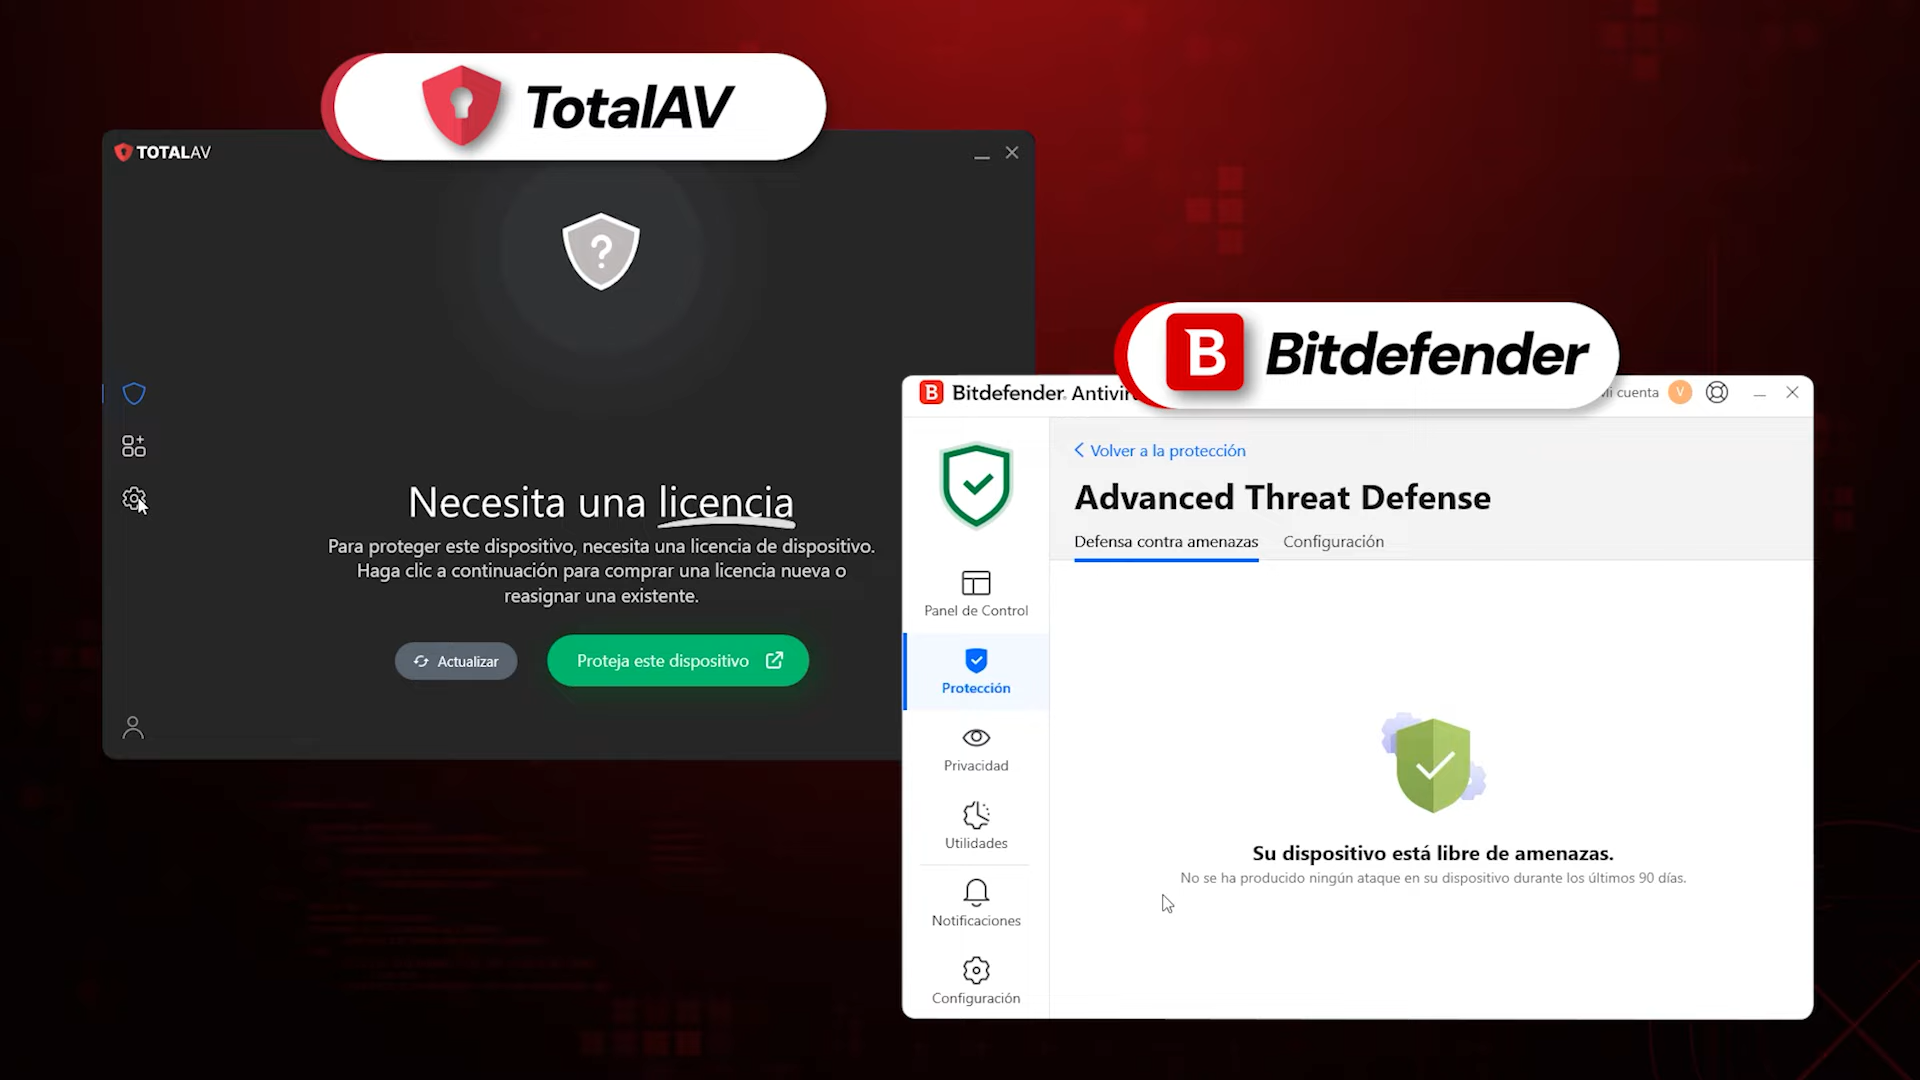 TotalAV
TOTALAV
Necesita una licencia
Para proteger este dispositivo, necesita una licencia de dispositivo.
Haga clic a continuación para comprar una licencia nueva o
reasignar una existente.
Actualizar
Proteja este dispositivo
B Bitdefender
B Bitdefender Antivir
Mi cuenta
V
Volver a la protección
Advanced Threat Defense
Defensa contra amenazas
Configuración
Panel de Control
Protección
Privacidad
Utilidades
Notificaciones
Configuración
Su dispositivo está libre de amenazas.
No se ha producido ningún ataque en su dispositivo durante los últimos 90 días.